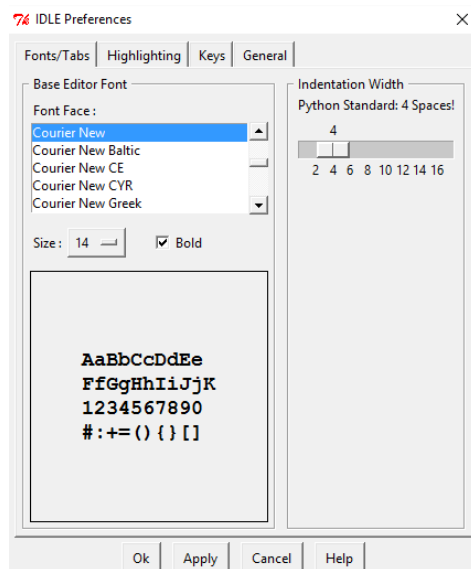 IDLE Preferences
Fonts/Tabs Highlighting Keys General
Base Editor Font
Font Face :
Courier New
Courier New Baltic
Courier New CE
Courier New CYR
Courier New Greek
Size : 14 Bold
AaBbCcDdEe
FfGgHhIiJjK
1234567890
#:+=(){}[]
Indentation Width
Python Standard: 4 Spaces!
4
2 4 6 8 10 12 14 16
Ok Apply Cancel Help